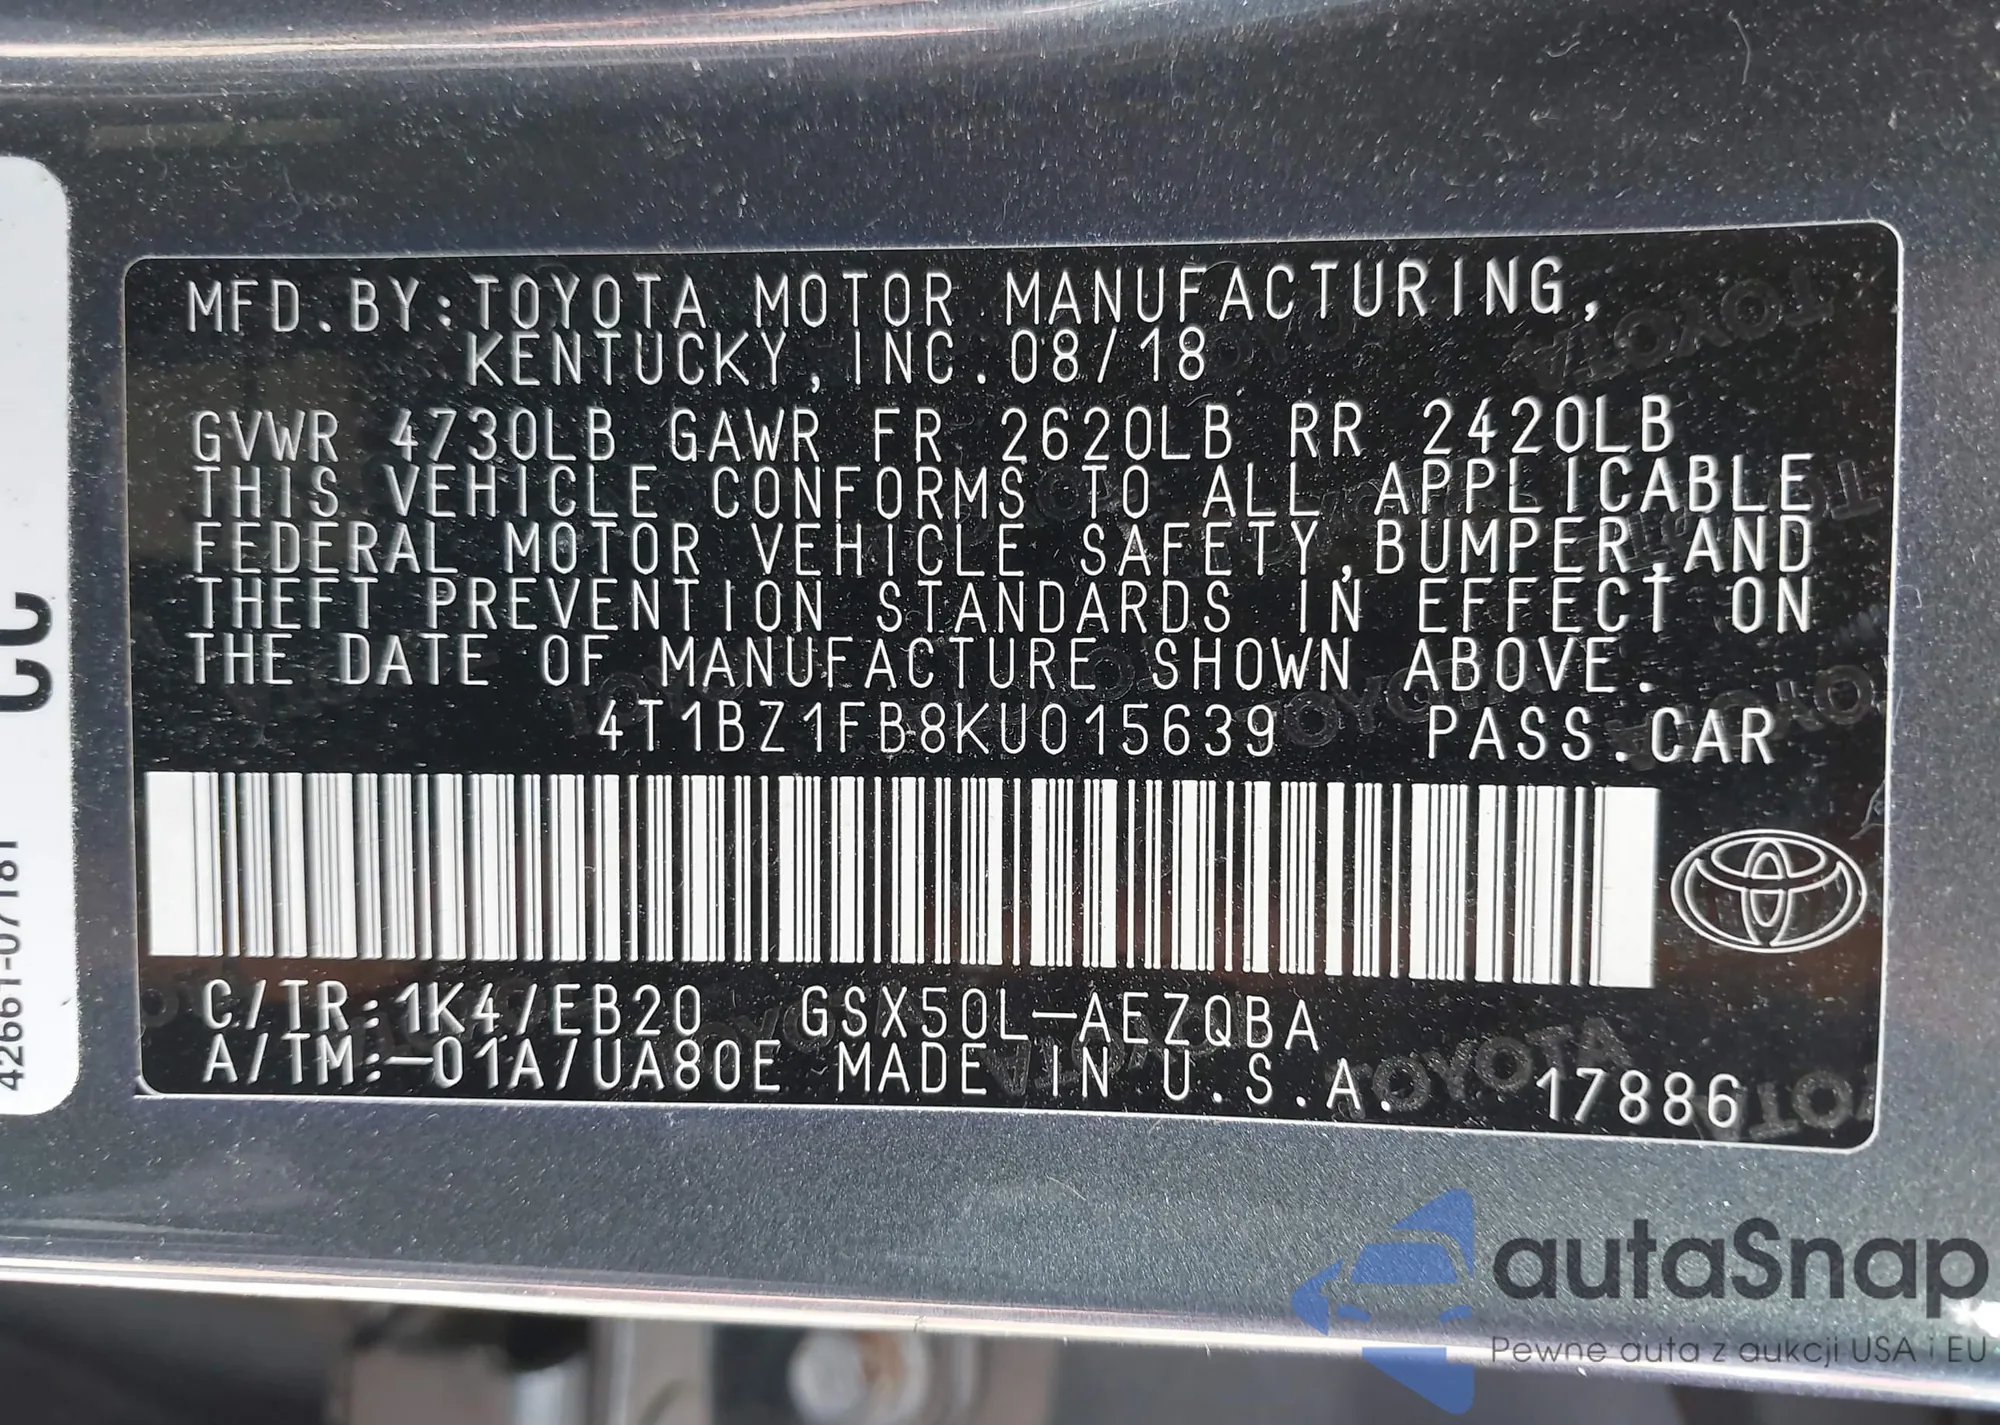 MFD.BY:TOYOTA MOTOR MANUFACTURING,
KENTUCKY,INC.08/18
GVWR 4730LB GAWR FR 2620LB RR 2420LB
THIS VEHICLE CONFORMS TO ALL APPLICABLE
FEDERAL MOTOR VEHICLE SAFETY,BUMPER,AND
THEFT PREVENTION STANDARDS IN EFFECT ON
THE DATE OF MANUFACTURE SHOWN ABOVE.
4T1BZ1FB8KU015639 PASS.CAR
C/TR:1K4/EB20 GSX50L-AEZQBA
A/TM:-01A/UA80E MADE IN U.S.A. 17886
42661-07181
autaSnap
Pewne auta z aukcji USA i EU